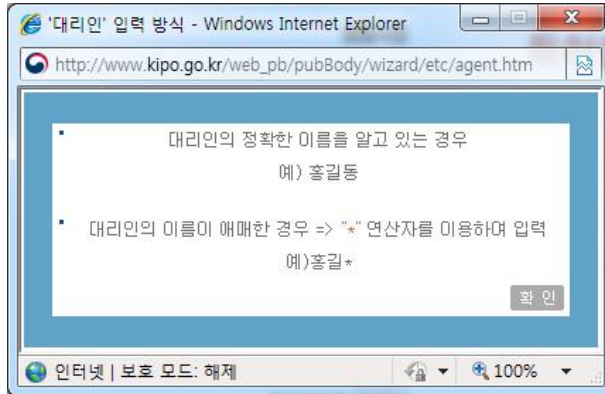 '대리인' 입력 방식 - Windows Internet Explorer
http://www.kipo.go.kr/web_pb/pubBody/wizard/etc/agent.htm
대리인의 정확한 이름을 알고 있는 경우
예) 홍길동
대리인의 이름이 애매한 경우 => "*" 연산자를 이용하여 입력
예)홍길*
확 인
인터넷 | 보호 모드: 해제
100%